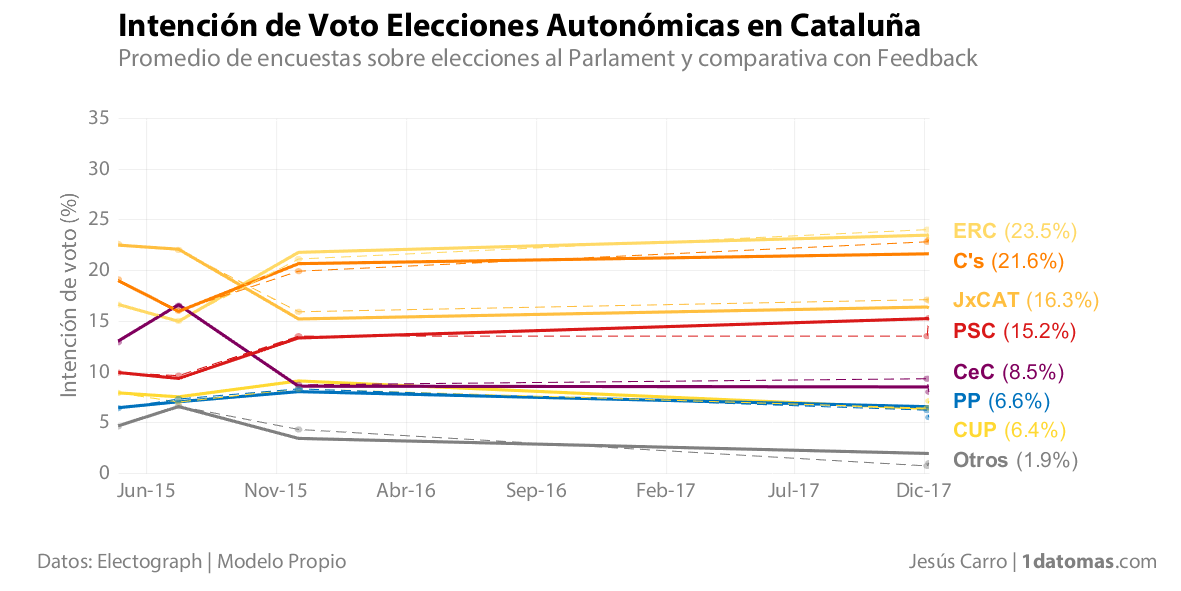 Intención de Voto Elecciones Autonómicas en Cataluña
Promedio de encuestas sobre elecciones al Parlament y comparativa con Feedback
Intención de voto (%)
35
30
25
20
15
10
5
0
Jun-15
Nov-15
Abr-16
Sep-16
Feb-17
Jul-17
Dic-17
ERC (23.5%)
C's (21.6%)
JxCAT (16.3%)
PSC (15.2%)
CeC (8.5%)
PP (6.6%)
CUP (6.4%)
Otros (1.9%)
Datos: Electograph | Modelo Propio
Jesús Carro | 1datomas.com